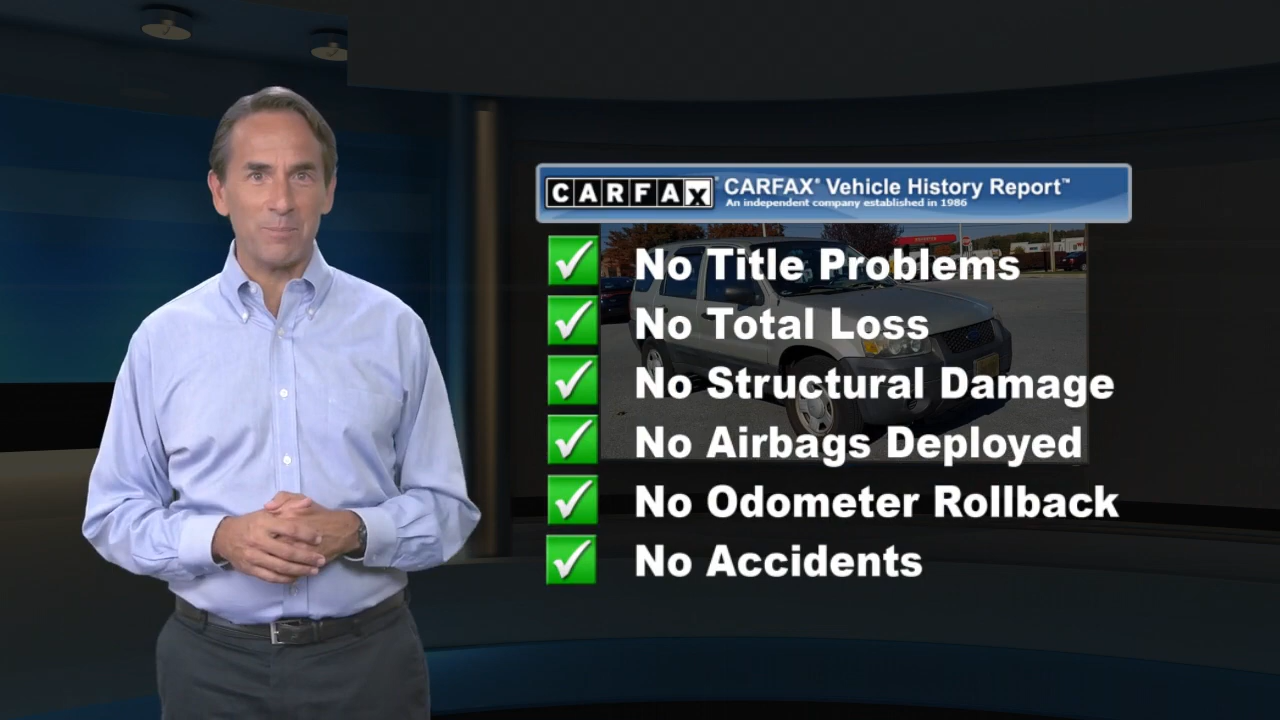 CARFAX® CARFAX® Vehicle History Report™
An independent company established in 1986
No Title Problems
No Total Loss
No Structural Damage
No Airbags Deployed
No Odometer Rollback
No Accidents